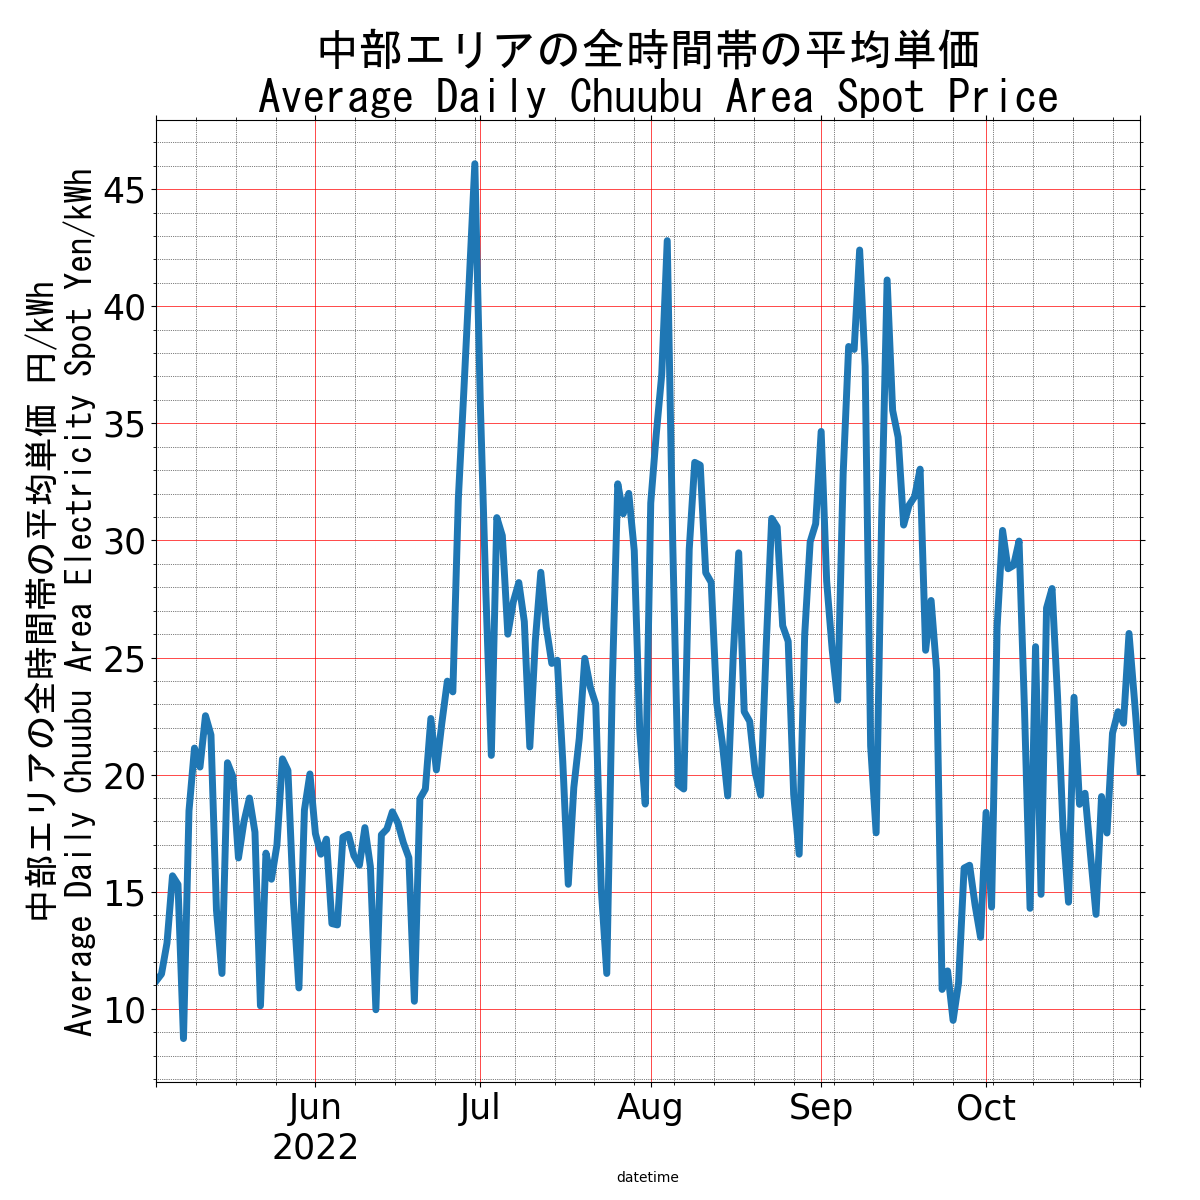 中部エリアの全時間帯の平均単価
Average Daily Chuubu Area Spot Price
中部エリアの全時間帯の平均単価 円/kWh
Average Daily Chuubu Area Electricity Spot Yen/kWh
45
40
35
30
25
20
15
10
Jun
2022
Jul
Aug
Sep
Oct
datetime